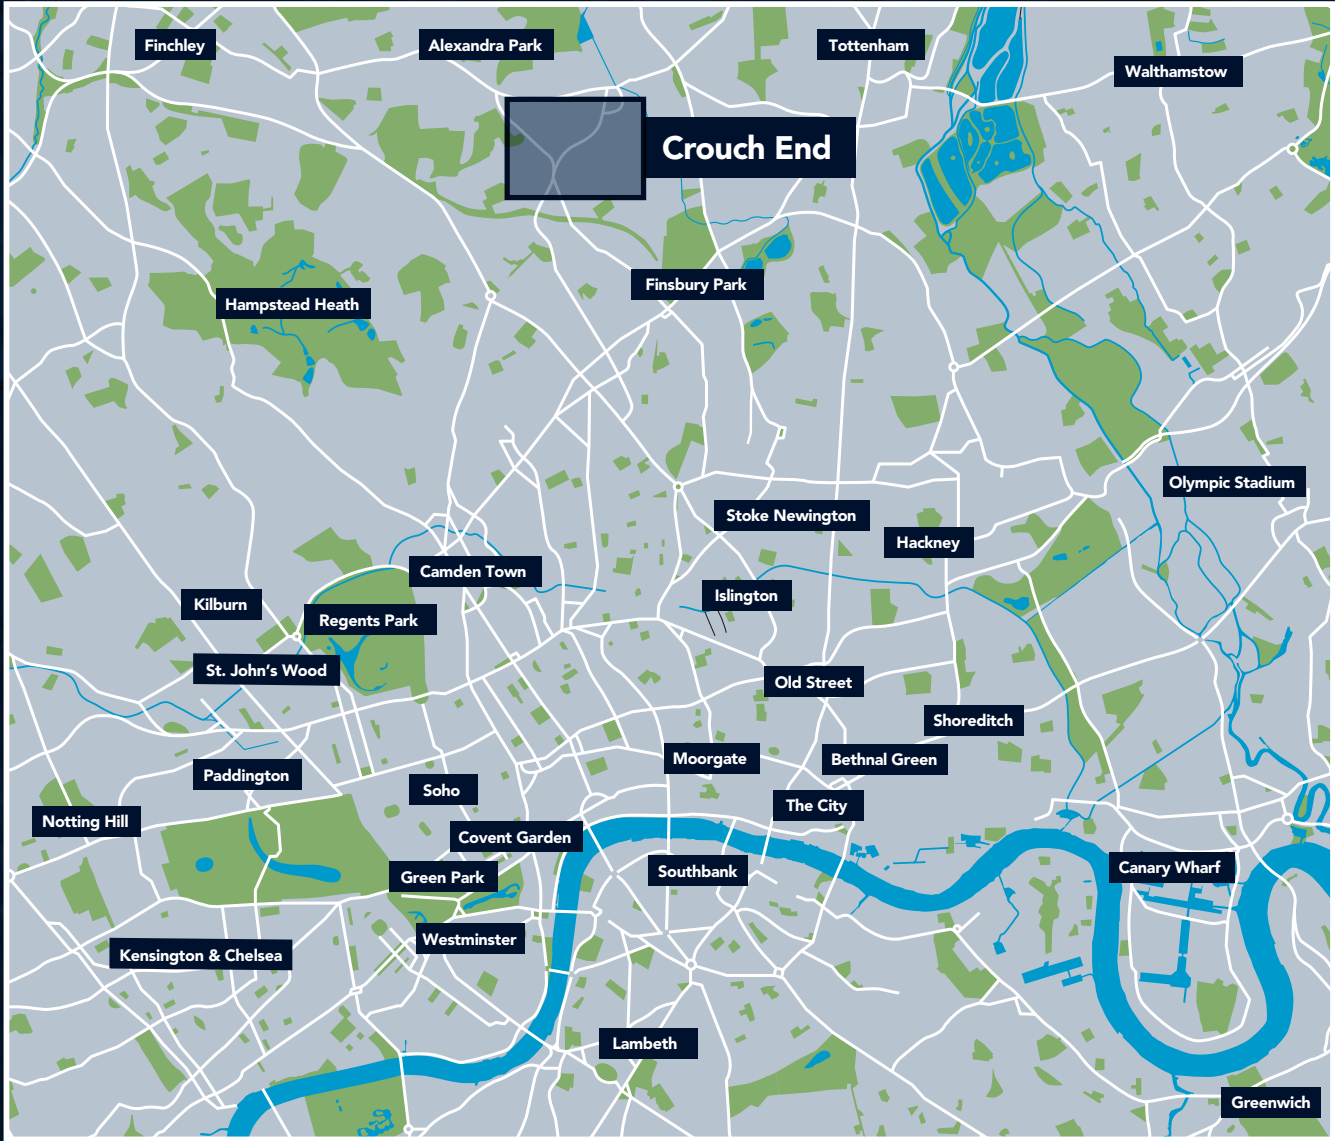 Finchley
Alexandra Park
Tottenham
Walthamstow
Crouch End
Finsbury Park
Hampstead Heath
Olympic Stadium
Stoke Newington
Hackney
Camden Town
Islington
Kilburn
Regents Park
St. John's Wood
Old Street
Shoreditch
Moorgate
Bethnal Green
Paddington
Soho
The City
Notting Hill
Covent Garden
Southbank
Canary Wharf
Green Park
Westminster
Kensington & Chelsea
Lambeth
Greenwich